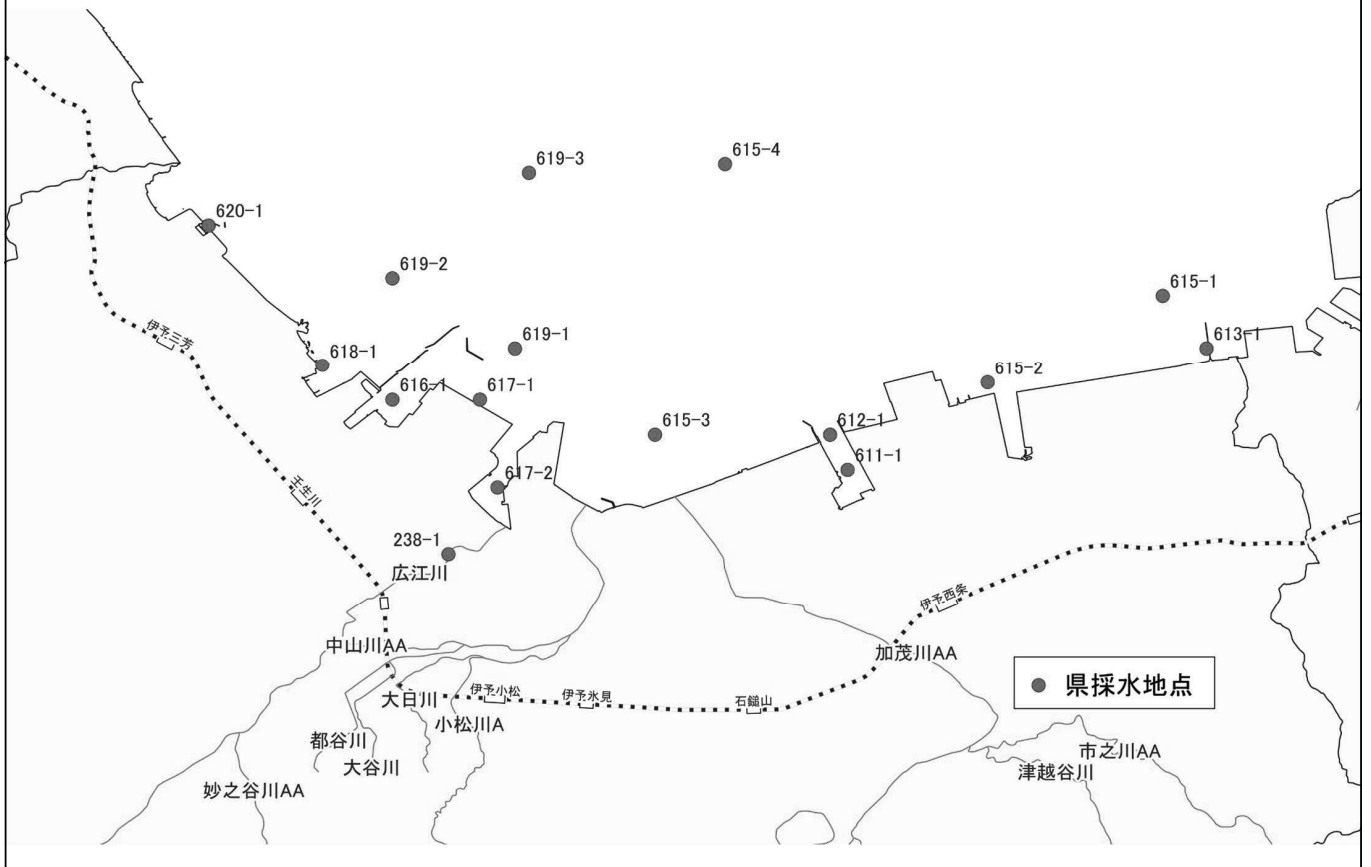 619-3
615-4
620-1
619-2
615-1
伊予三芳
618-1
619-1
613-1
616-1
617-1
615-2
615-3
612-1
611-1
617-2
壬生川
238-1
広江川
伊予西条
中山川AA
加茂川AA
大日川
伊予小松
伊予氷見
石鎚山
県採水地点
小松川A
都谷川
大谷川
市之川AA
津越谷川
妙之谷川AA